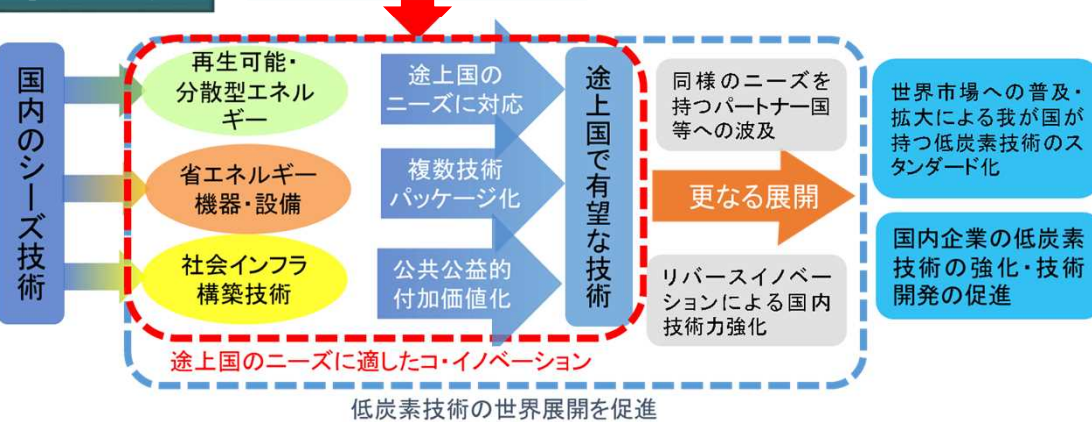 国内のシーズ技術
再生可能・
分散型エネル
ギー
省エネルギー
機器・設備
社会インフラ
構築技術
途上国の
ニーズに対応
複数技術
パッケージ化
公共公益的
付加価値化
途上国で有望な技術
同様のニーズを
持つパートナー国
等への波及
更なる展開
リバースイノベー
ションによる国内
技術力強化
世界市場への普及・
拡大による我が国が
持つ低炭素技術のス
タンダード化
国内企業の低炭素
技術の強化・技術
開発の促進
途上国のニーズに適したコ・イノベーション
低炭素技術の世界展開を促進